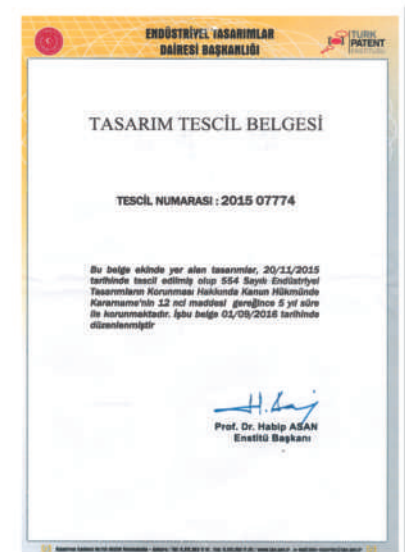 ENDÜSTRİYEL TASARIMLAR
DAİRESİ BAŞKANLIĞI
TÜRK
PATENT
ENSTİTÜSÜ
TASARIM TESCİL BELGESİ
TESCİL NUMARASI : 2015 07774
Bu belge ekinde yer alan tasarımlar, 20/11/2015
tarihinde tescil edilmiş olup 554 Sayılı Endüstriyel
Tasarımların Korunması Hakkında Kanun Hükmünde
Kararname'nin 12 nci maddesi gereğince 5 yıl süre
ile korunmaktadır. İşbu belge 01/09/2016 tarihinde
düzenlenmiştir
Prof. Dr. Habip ASAN
Enstitü Başkanı